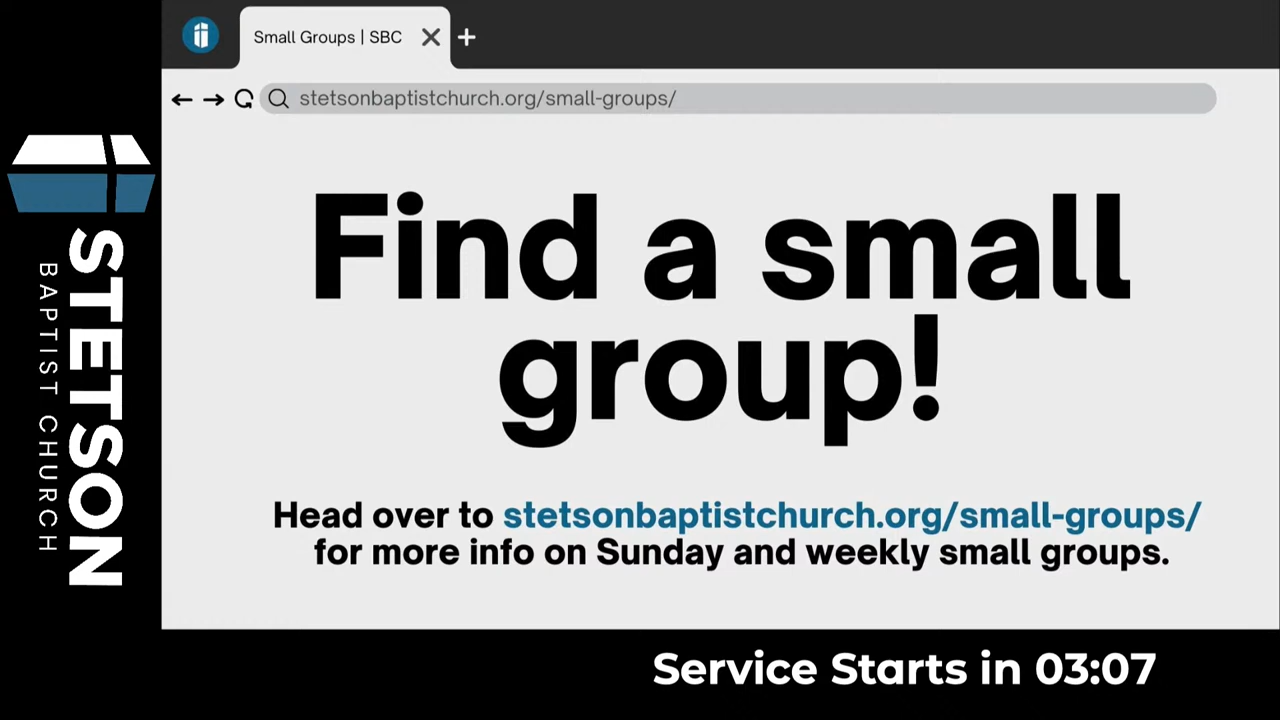 Small Groups | SBC
stetsonbaptistchurch.org/small-groups/
STETSON
BAPTIST CHURCH
Find a small
group!
Head over to stetsonbaptistchurch.org/small-groups/
for more info on Sunday and weekly small groups.
Service Starts in 03:07